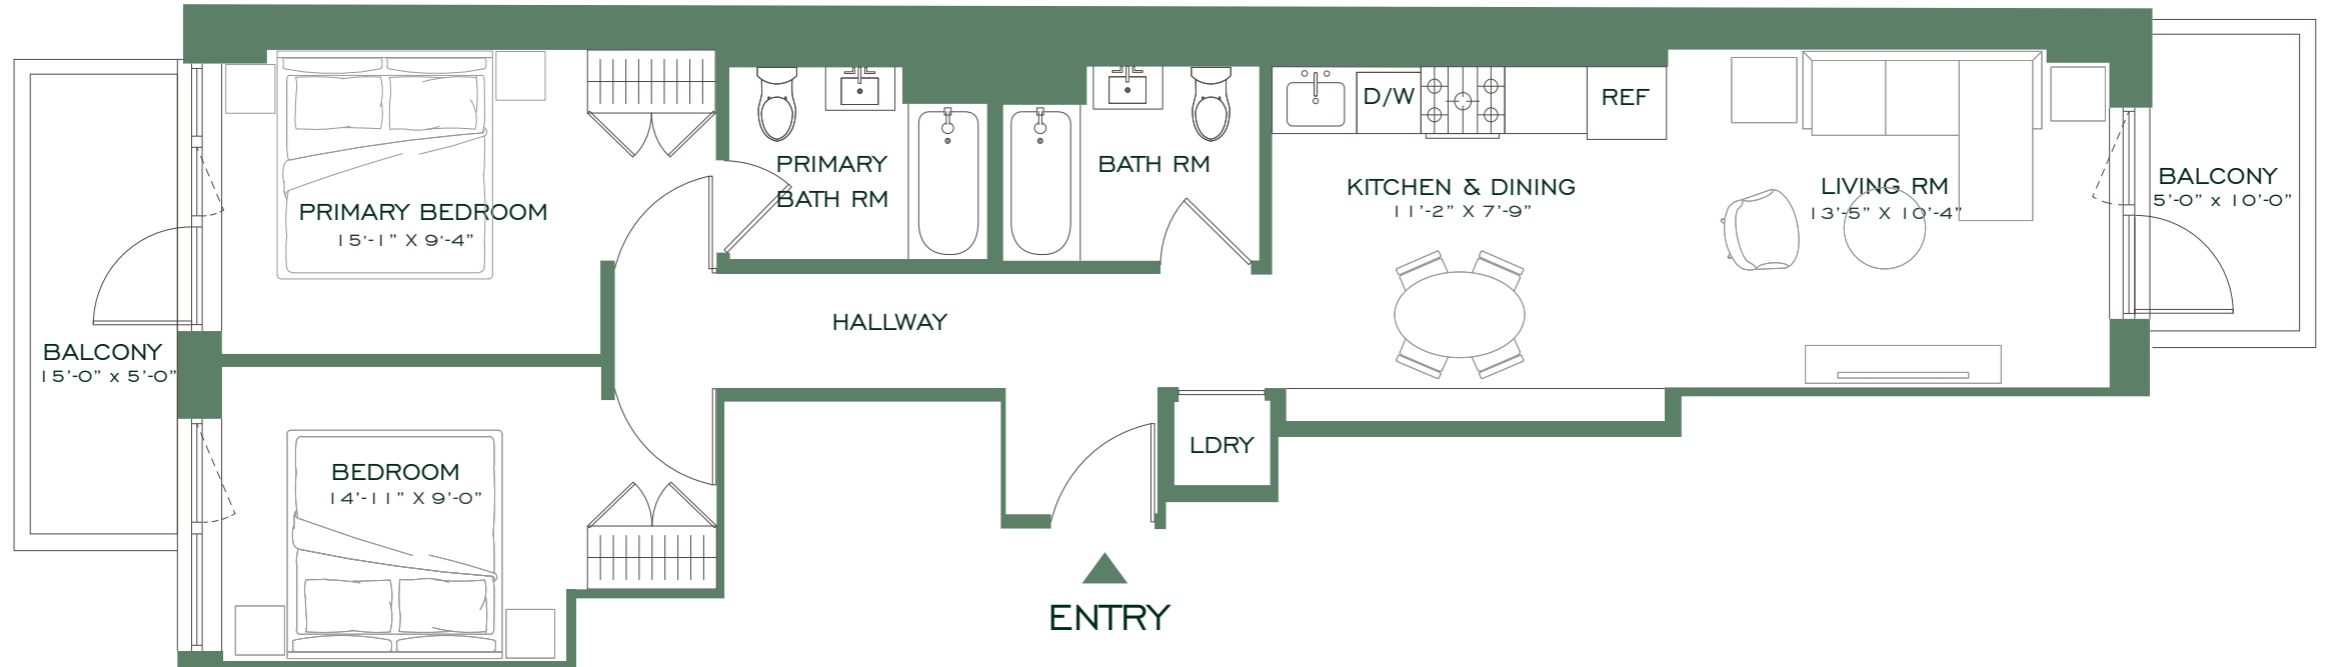 D/W
REF
PRIMARY
BATH RM
BATH RM
KITCHEN & DINING
11'-2" X 7'-9"
LIVING RM
13'-5" X 10'-4"
BALCONY
5'-0" x 10'-0"
PRIMARY BEDROOM
15'-1" X 9'-4"
HALLWAY
BALCONY
15'-0" x 5'-0"
BEDROOM
14'-11" X 9'-0"
LDRY
ENTRY